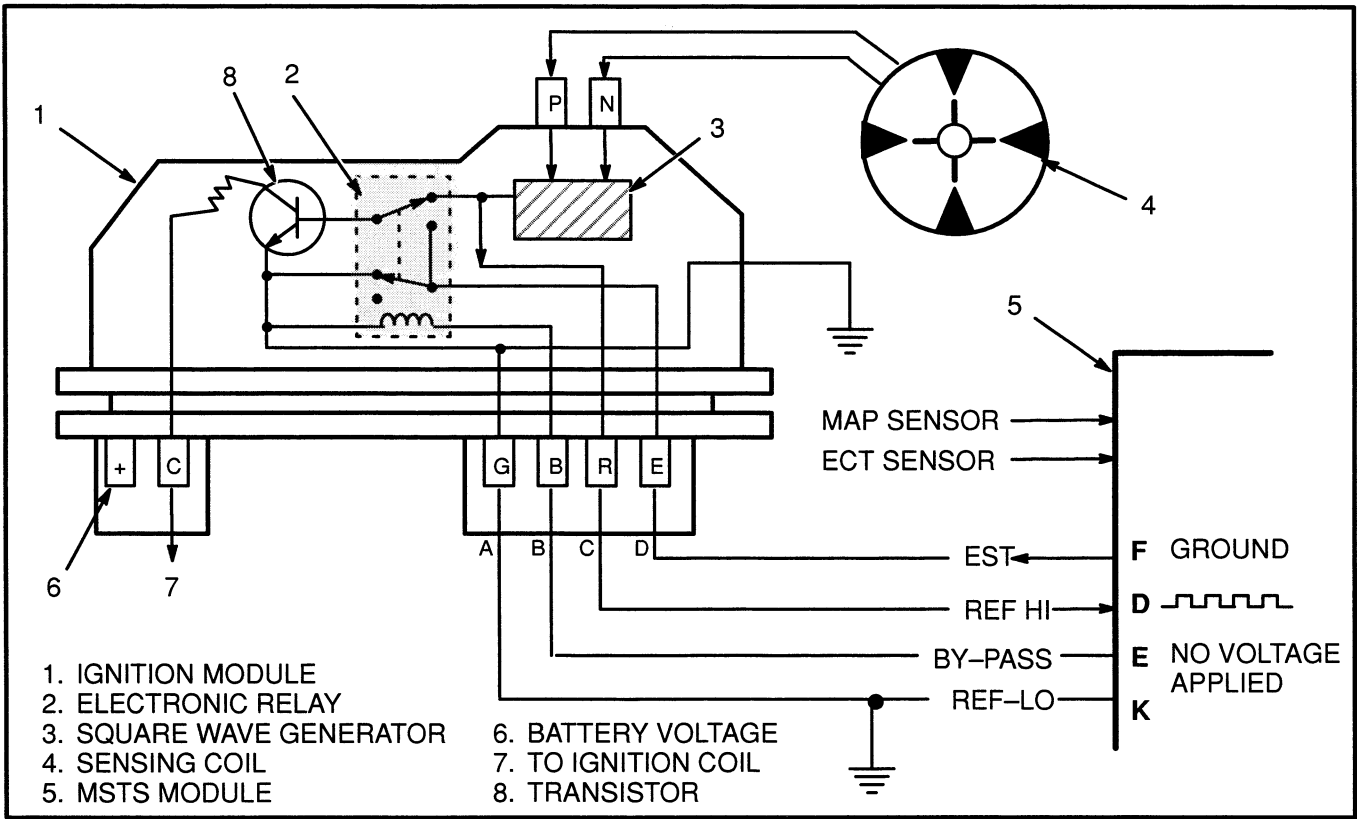 8
2
1
P
N
3
4
5
MAP SENSOR
ECT SENSOR
+
C
G
B
R
E
A
B
C
D
6
7
EST
F GROUND
REF HI
D
BY–PASS
E NO VOLTAGE
APPLIED
REF–LO
K
1. IGNITION MODULE
2. ELECTRONIC RELAY
3. SQUARE WAVE GENERATOR
4. SENSING COIL
5. MSTS MODULE
6. BATTERY VOLTAGE
7. TO IGNITION COIL
8. TRANSISTOR